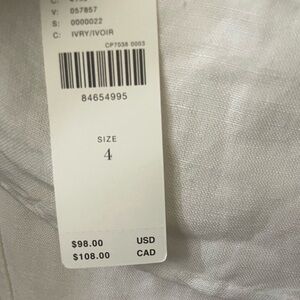 V: 057857
S: 0000022
C: IVRY/IVOIR
CP7038 0003
84654995
SIZE
4
$98.00 USD
$108.00 CAD